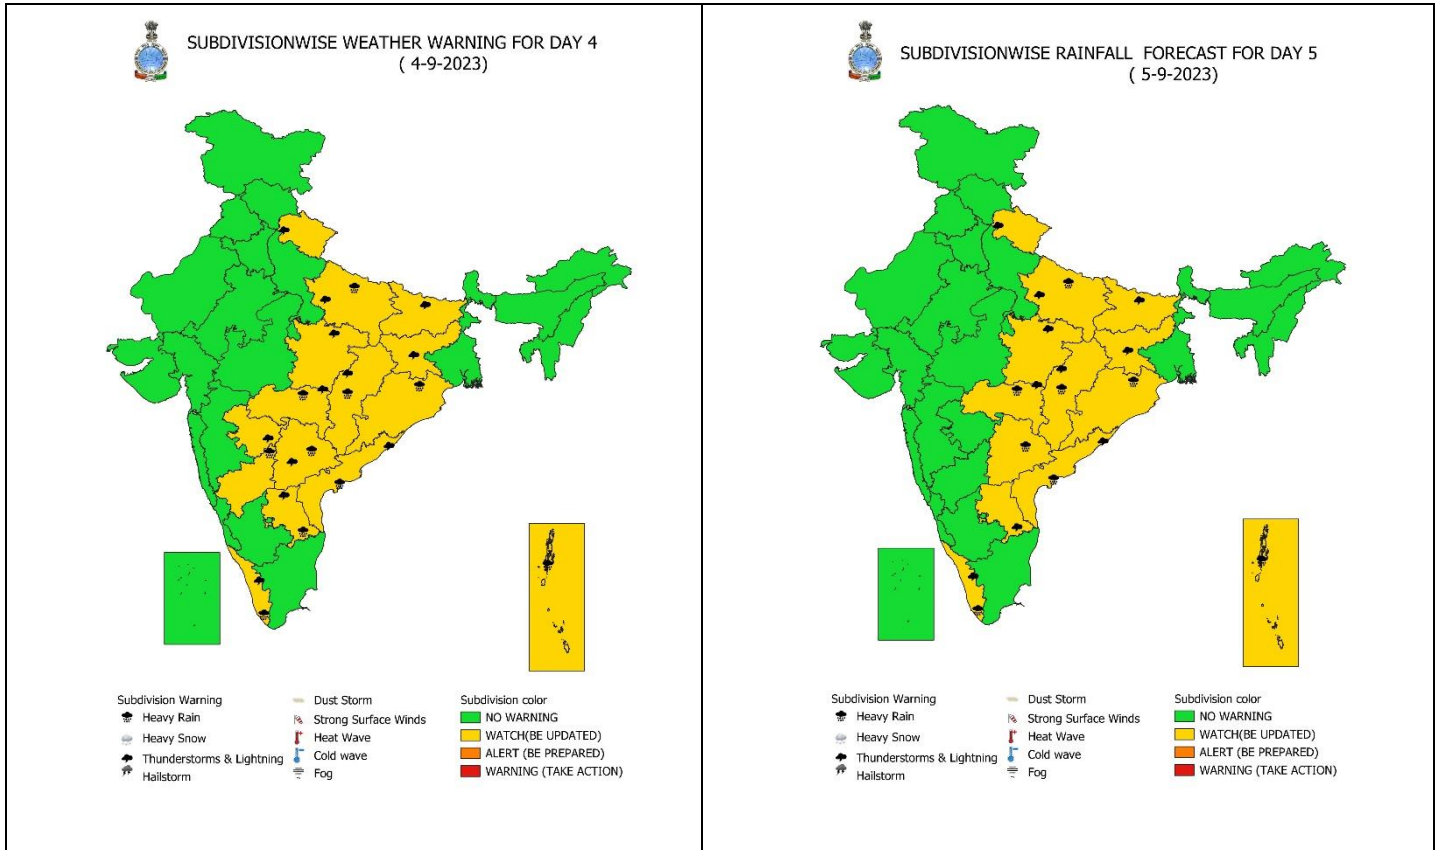 SUBDIVISIONWISE WEATHER WARNING FOR DAY 4
( 4-9-2023)
Subdivision Warning
Heavy Rain
Heavy Snow
Thunderstorms & Lightning
Hailstorm
Dust Storm
Strong Surface Winds
Heat Wave
Cold wave
Fog
Subdivision color
NO WARNING
WATCH(BE UPDATED)
ALERT (BE PREPARED)
WARNING (TAKE ACTION)
SUBDIVISIONWISE RAINFALL FORECAST FOR DAY 5
( 5-9-2023)
Subdivision Warning
Heavy Rain
Heavy Snow
Thunderstorms & Lightning
Hailstorm
Dust Storm
Strong Surface Winds
Heat Wave
Cold wave
Fog
Subdivision color
NO WARNING
WATCH(BE UPDATED)
ALERT (BE PREPARED)
WARNING (TAKE ACTION)